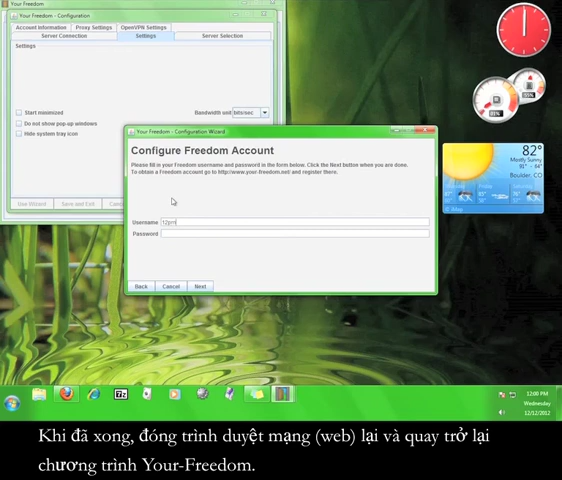 Your Freedom
Your Freedom - Configuration
Account Information Proxy Settings OpenVPN Settings
Server Connection Settings Server Selection
Settings
Start minimized
Bandwidth unit bits/sec
Do not show pop-up windows
Hide system tray icon
Use Wizard Save and Exit
Your Freedom - Configuration Wizard
Configure Freedom Account
Please fill in your Freedom username and password in the form below. Click the Next button when you are done.
To obtain a Freedom account go to http://www.your-freedom.net/ and register there.
Username 12pm
Password
Back Cancel Next
82°
Mostly Sunny
Boulder, CO
12:00 PM
Wednesday
12/12/2012
Khi đã xong, đóng trình duyệt mạng (web) lại và quay trở lại
chương trình Your-Freedom.